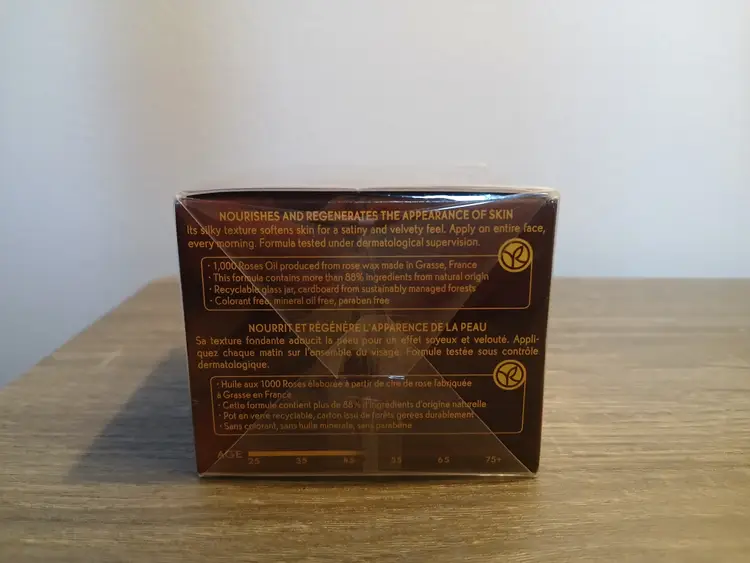 NOURISHES AND REGENERATES THE APPEARANCE OF SKIN
Its silky texture softens skin for a satiny and velvety feel. Apply on entire face,
every morning. Formula tested under dermatological supervision.
• 1,000 Roses Oil produced from rose wax made in Grasse, France
• This formula contains more than 88% ingredients from natural origin
• Recyclable glass jar, cardboard from sustainably managed forests
• Colorant free, mineral oil free, paraben free
NOURRIT ET RÉGÉNÈRE L'APPARENCE DE LA PEAU
Sa texture fondante adoucit la peau pour un effet soyeux et velouté. Appli-
quez chaque matin sur l'ensemble du visage. Formule testée sous contrôle
dermatologique.
• Huile aux 1000 Roses élaborée à partir de cire de rose fabriquée
à Grasse en France
• Cette formule contient plus de 88% d'ingrédients d'origine naturelle
• Pot en verre recyclable, carton issu de forêts gérées durablement
• Sans colorant, sans huile minérale, sans parabène
AGE
25 35 45 55 65 75+